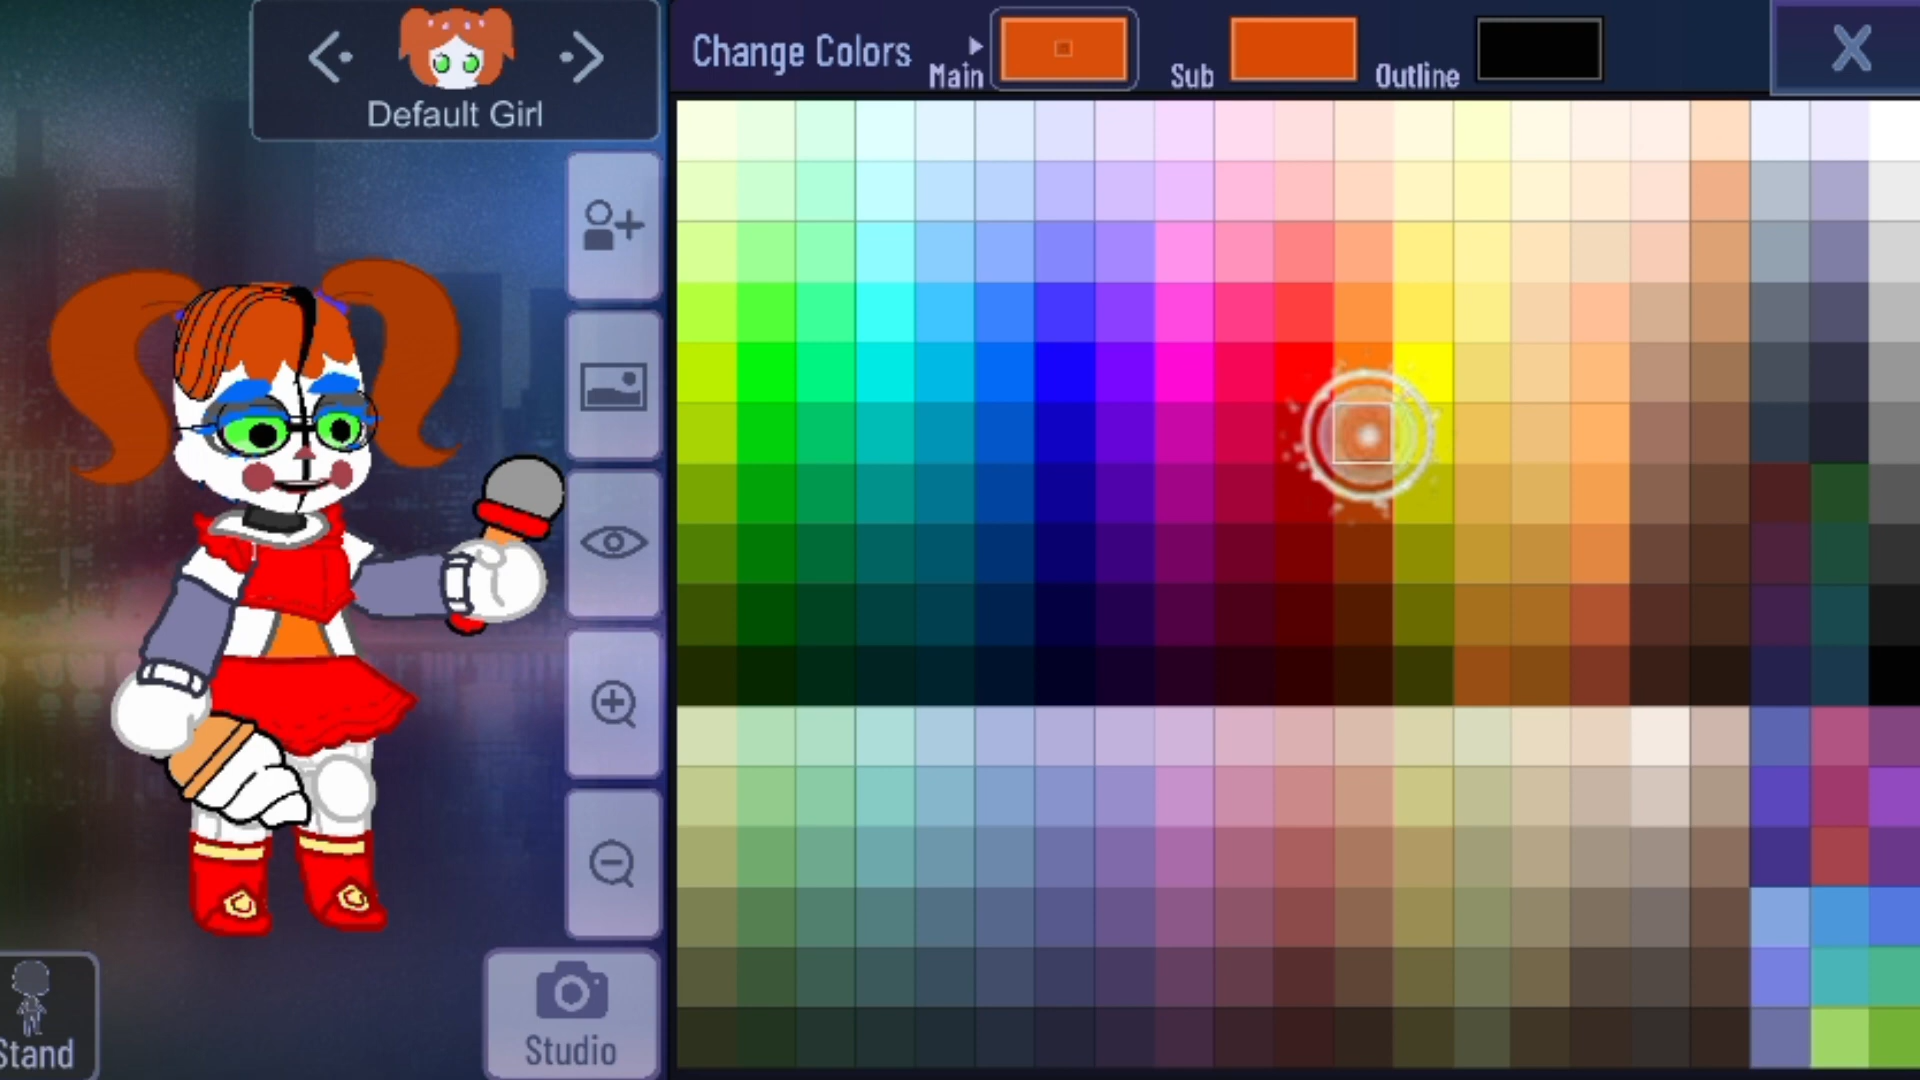 Default Girl
Change Colors
Main
Sub
Outline
X
Studio
Stand